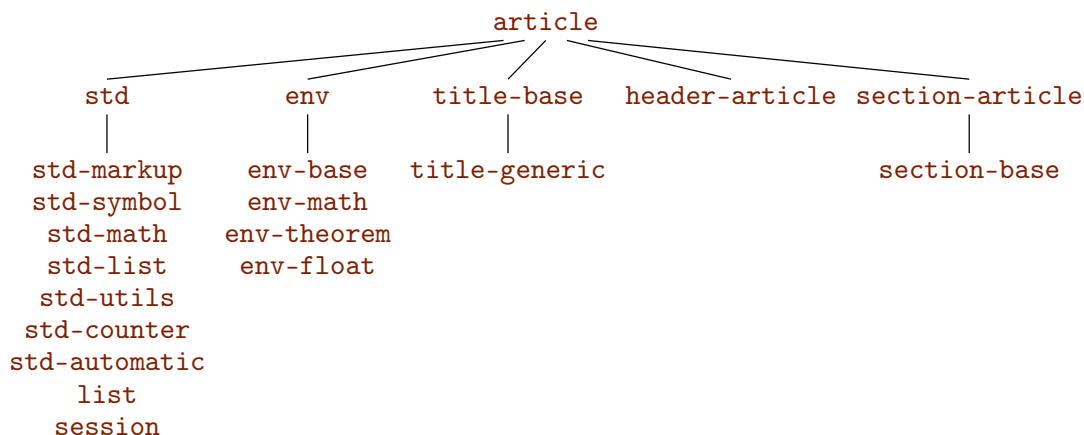 article
std env title-base header-article section-article
std-markup env-base title-generic section-base
std-symbol env-math
std-math env-theorem
std-list env-float
std-utils
std-counter
std-automatic
list
session